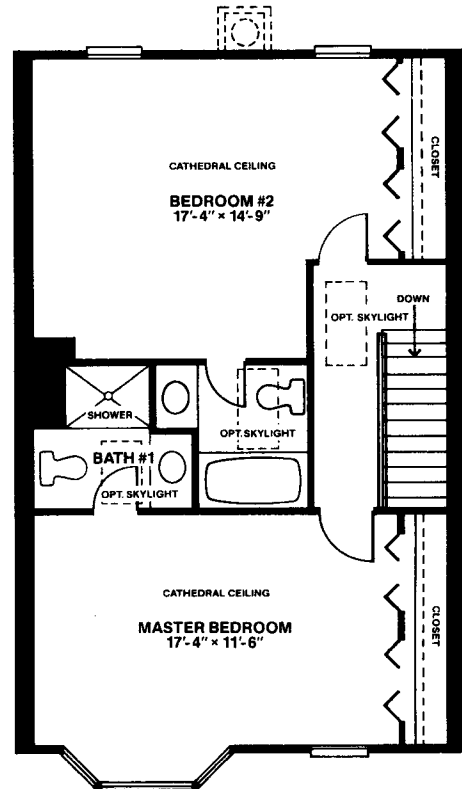 CATHEDRAL CEILING
BEDROOM #2
17'-4" × 14'-9"
CLOSET
DOWN
OPT. SKYLIGHT
SHOWER
OPT. SKYLIGHT
BATH #1
OPT. SKYLIGHT
CATHEDRAL CEILING
MASTER BEDROOM
17'-4" × 11'-6"
CLOSET